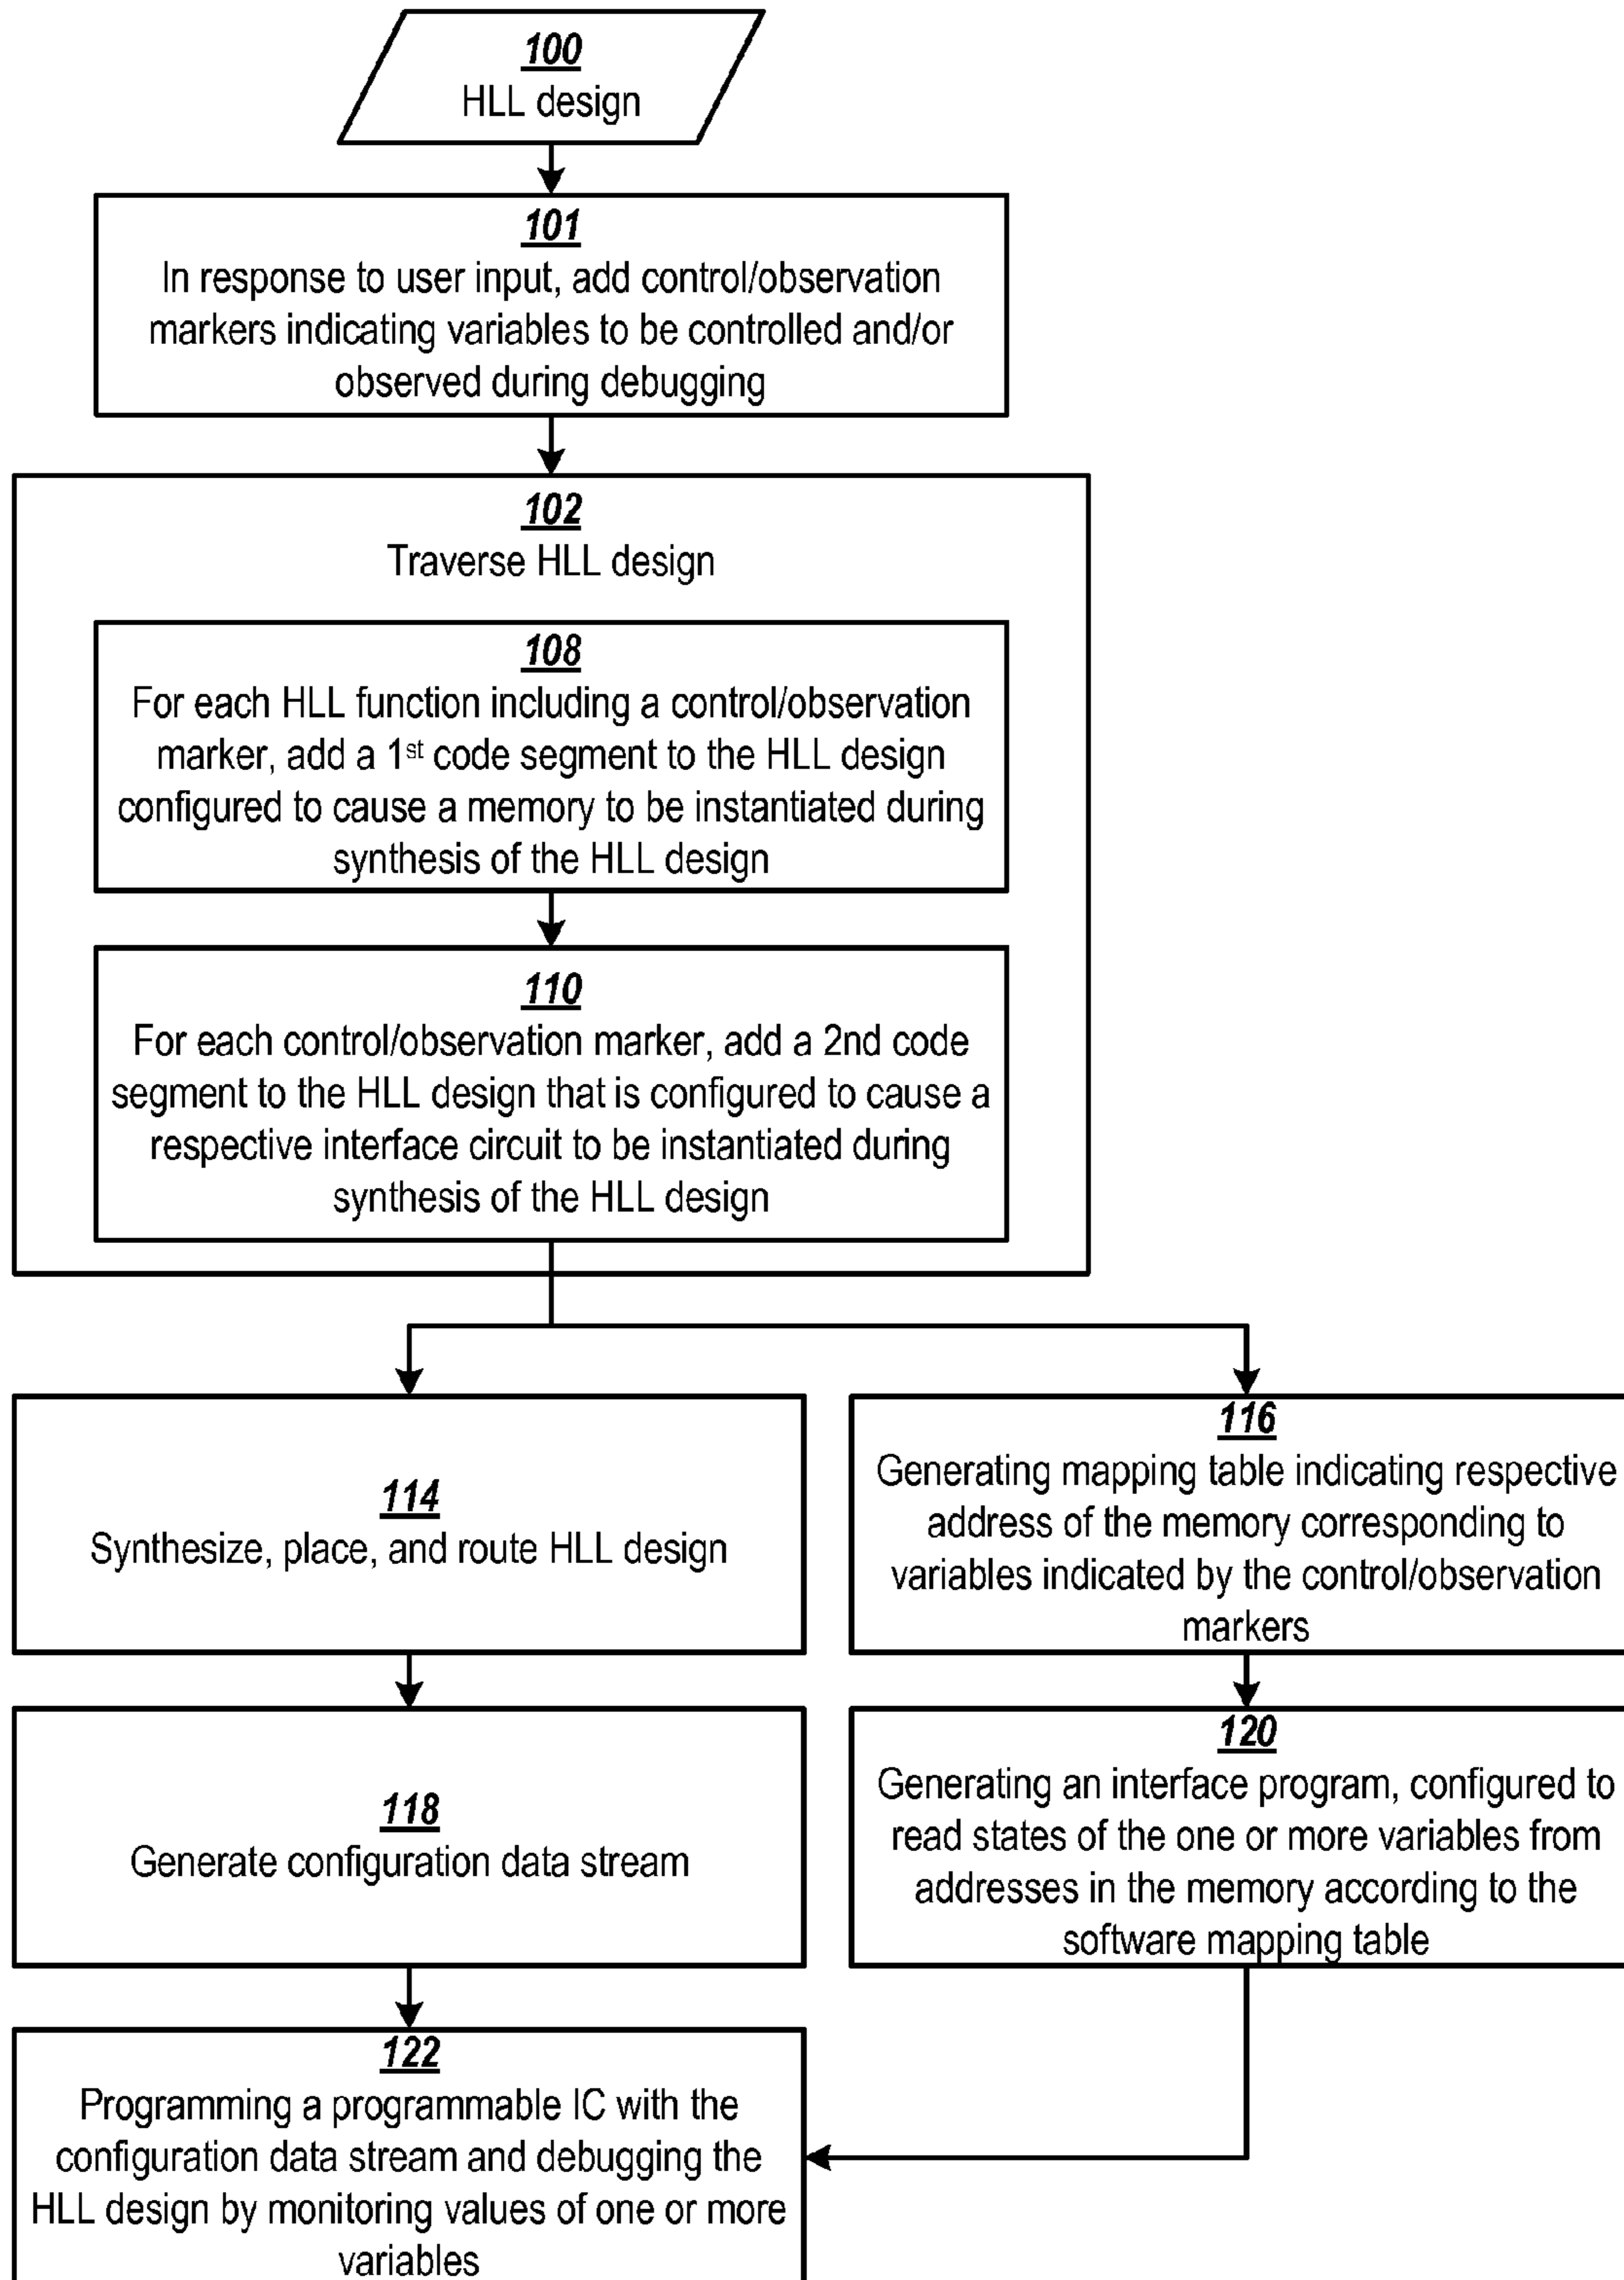 100
HLL design
101
In response to user input, add control/observation
markers indicating variables to be controlled and/or
observed during debugging
102
Traverse HLL design
108
For each HLL function including a control/observation
marker, add a 1st code segment to the HLL design
configured to cause a memory to be instantiated during
synthesis of the HLL design
110
For each control/observation marker, add a 2nd code
segment to the HLL design that is configured to cause a
respective interface circuit to be instantiated during
synthesis of the HLL design
114
Synthesize, place, and route HLL design
116
Generating mapping table indicating respective
address of the memory corresponding to
variables indicated by the control/observation
markers
118
Generate configuration data stream
120
Generating an interface program, configured to
read states of the one or more variables from
addresses in the memory according to the
software mapping table
122
Programming a programmable IC with the
configuration data stream and debugging the
HLL design by monitoring values of one or more
variables